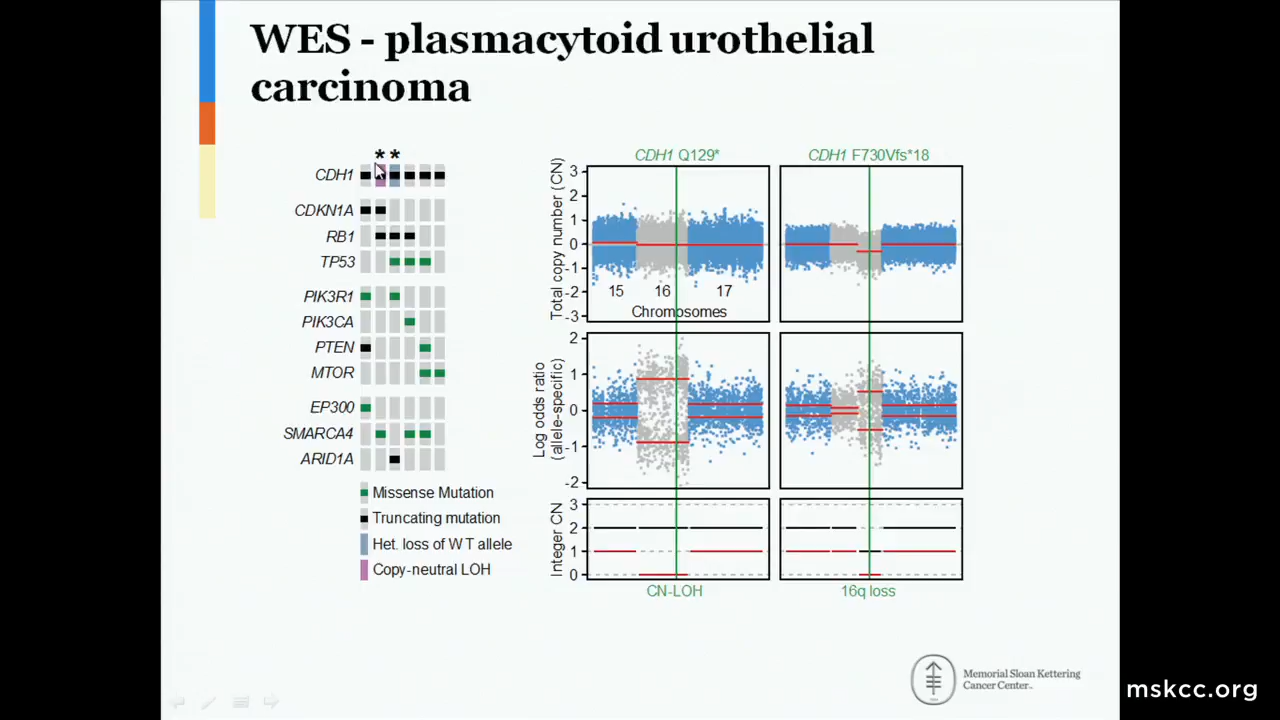 WES - plasmacytoid urothelial
carcinoma
* *
CDH1
CDKN1A
RB1
TP53
PIK3R1
PIK3CA
PTEN
MTOR
EP300
SMARCA4
ARID1A
Missense Mutation
Truncating mutation
Het. loss of WT allele
Copy-neutral LOH
CDH1 Q129*
CDH1 F730Vfs*18
Total copy number (CN)
3
2
1
0
-1
-2
-3
15 16 17
Chromosomes
Log odds ratio
(allele-specific)
2
1
0
-1
-2
Integer CN
3
2
1
0
CN-LOH
16q loss
Memorial Sloan Kettering
Cancer Center™
mskcc.org